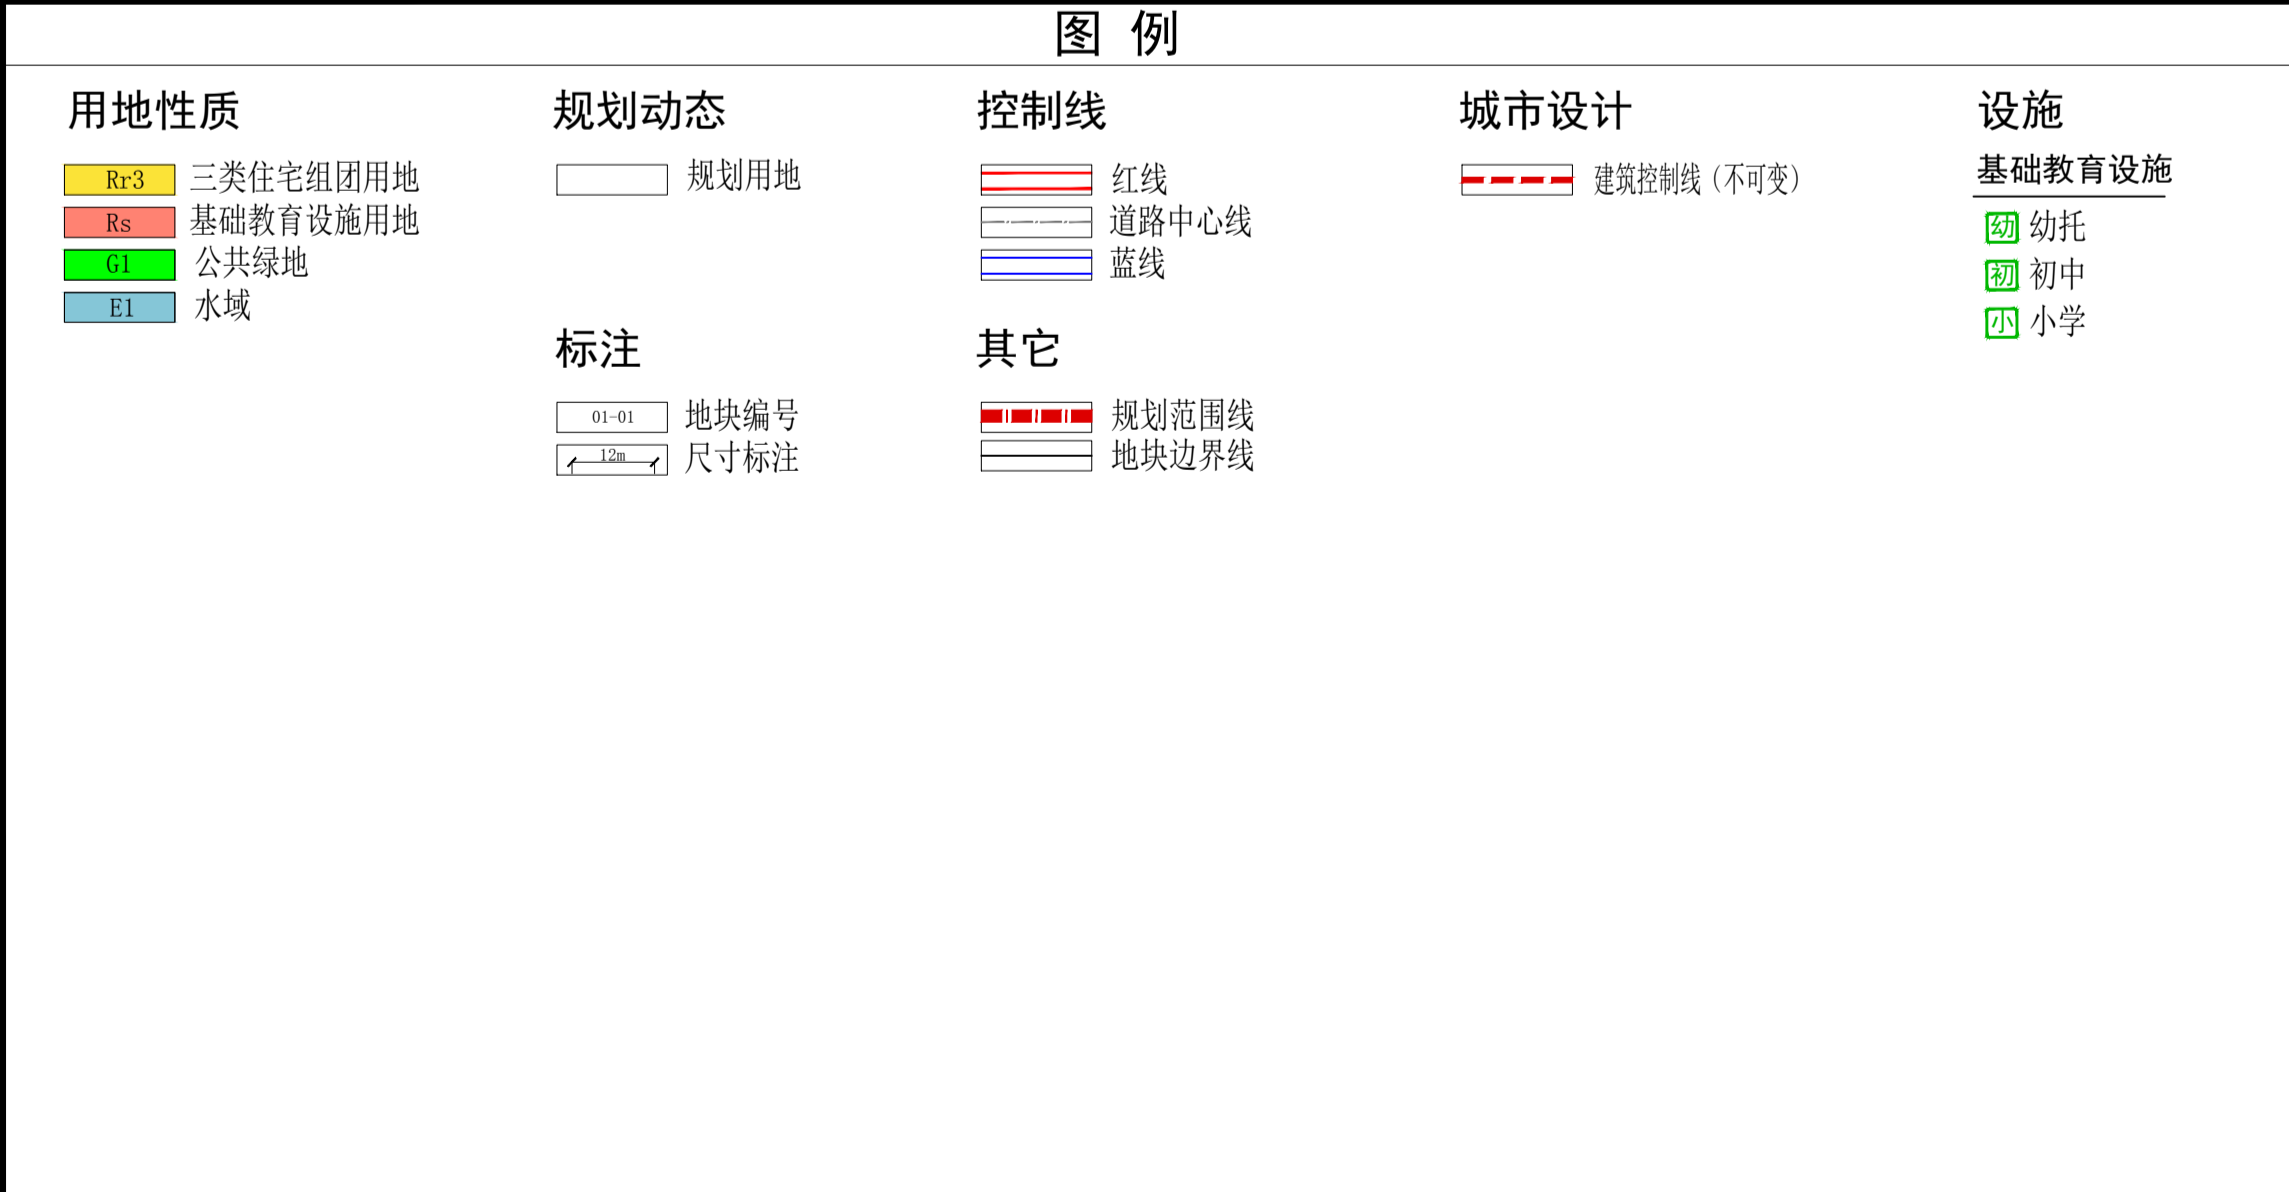 图 例
用地性质
Rr3 三类住宅组团用地
Rs 基础教育设施用地
G1 公共绿地
E1 水域
规划动态
规划用地
标注
01-01 地块编号
12m 尺寸标注
控制线
红线
道路中心线
蓝线
其它
规划范围线
地块边界线
城市设计
建筑控制线（不可变）
设施
基础教育设施
幼 幼托
初 初中
小 小学